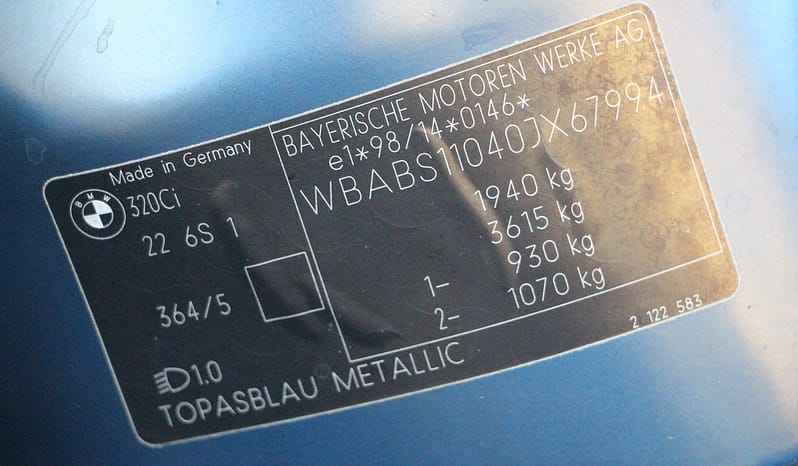 Made in Germany
BMW
320Ci
22 6S 1
364/5
1.0
TOPASBLAU METALLIC
BAYERISCHE MOTOREN WERKE AG
e1*98/14*0146*
WBABS11040JX67994
1940 kg
3615 kg
1– 930 kg
2– 1070 kg
2 122 583